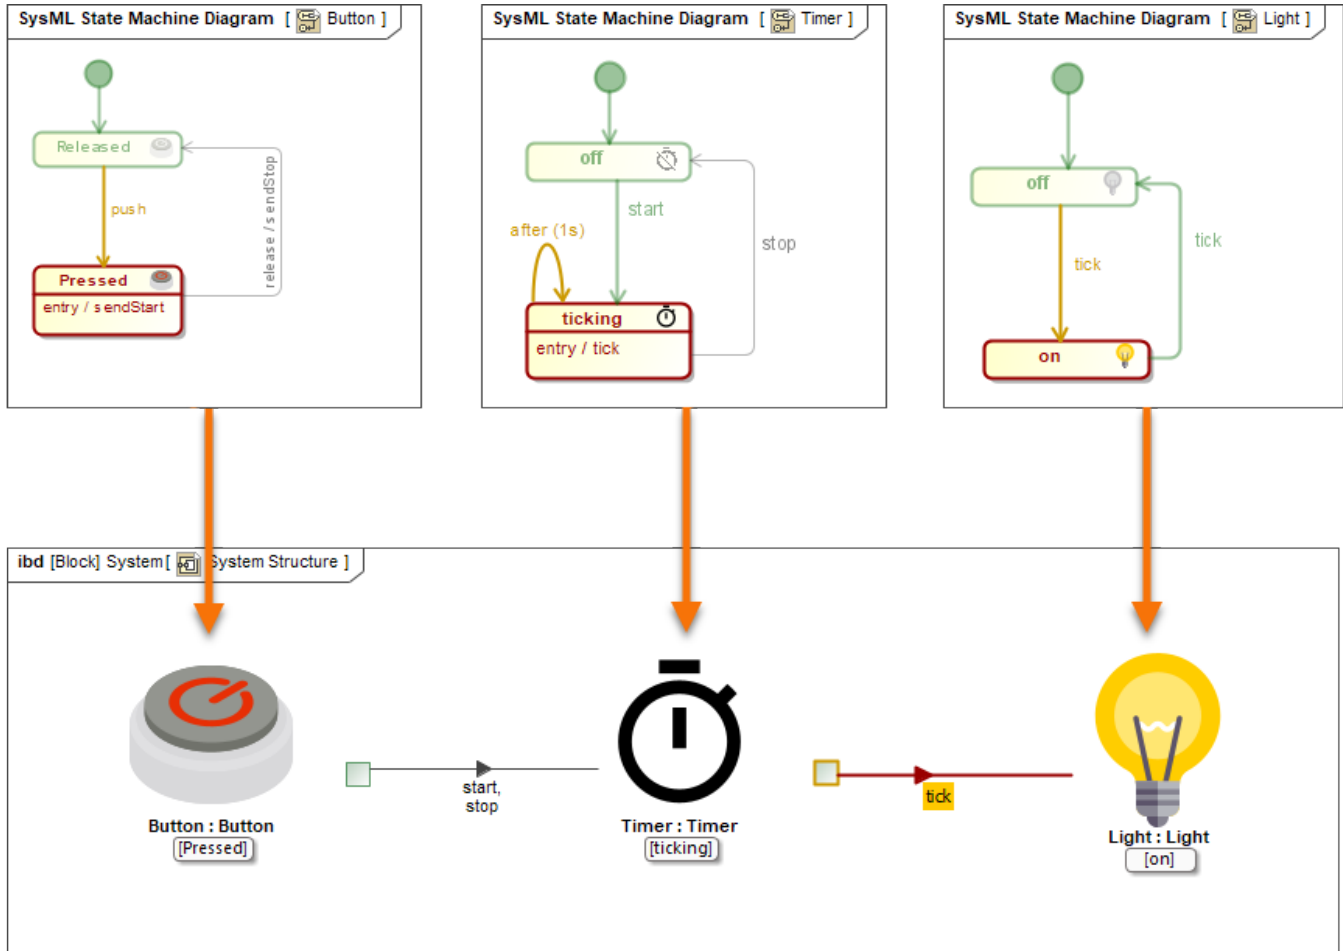 SysML State Machine Diagram [ Button ]
Released
push
release / sendStop
Pressed
entry / sendStart
SysML State Machine Diagram [ Timer ]
off
start
after (1s)
stop
ticking
entry / tick
SysML State Machine Diagram [ Light ]
off
tick
tick
on
ibd [Block] System[ System Structure ]
start,
stop
tick
Button : Button
[Pressed]
Timer : Timer
[ticking]
Light : Light
[on]